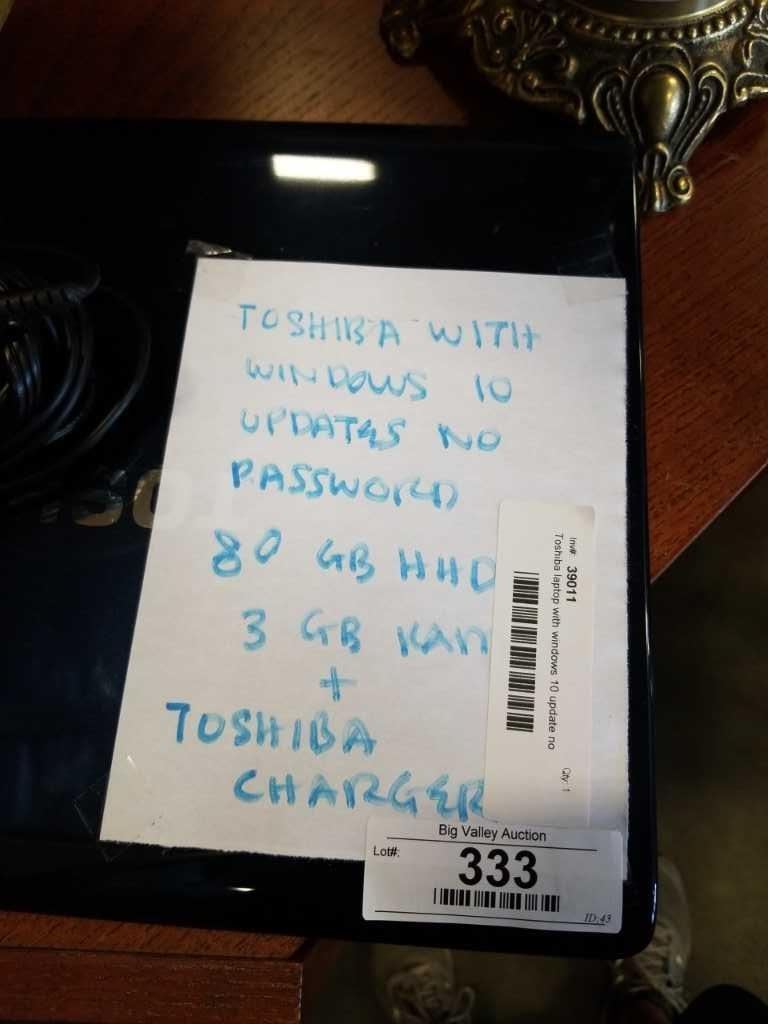 TOSHIBA WITH
WINDOWS 10
UPDATES NO
PASSWORD
80 GB HHD
3 GB RAM
+
TOSHIBA
CHARGER
Inv#: 39011
Toshiba laptop with windows 10 update no
Qty: 1
Big Valley Auction
Lot#:
333
ID:43